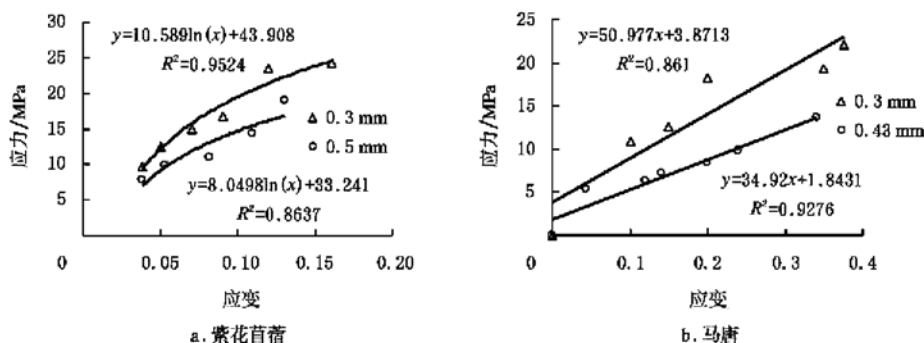 30
25
20
15
10
5
0
0.05
0.10
0.15
0.20
应力/MPa
应变
y=10.589ln(x)+43.908
R²=0.9524
△ 0.3 mm
○ 0.5 mm
y=8.0498ln(x)+33.241
R²=0.8637
a.紫花苜蓿
25
20
15
10
5
0
0.1
0.2
0.3
0.4
应力/MPa
应变
y=50.977x+3.8713
R²=0.861
△ 0.3 mm
○ 0.43 mm
y=34.92x+1.8431
R²=0.9276
b.马唐